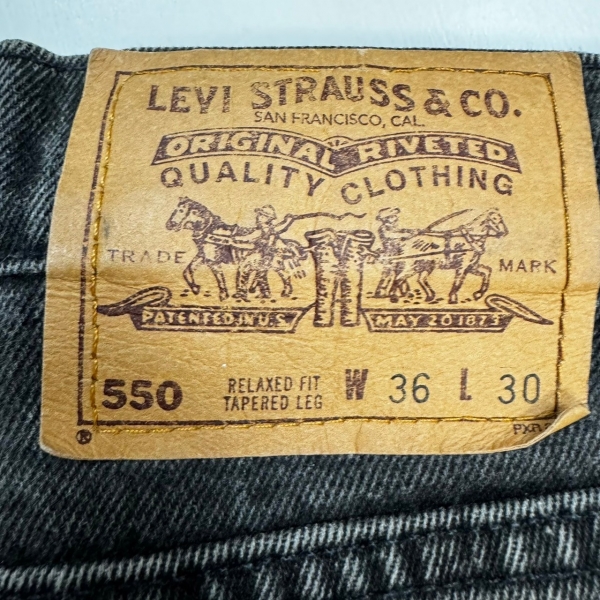 LEVI STRAUSS & CO.
SAN FRANCISCO, CAL.
ORIGINAL RIVETED
QUALITY CLOTHING
TRADE MARK
PATENTED IN U.S. MAY 20 1873
550 RELAXED FIT W 36 L 30
TAPERED LEG
®